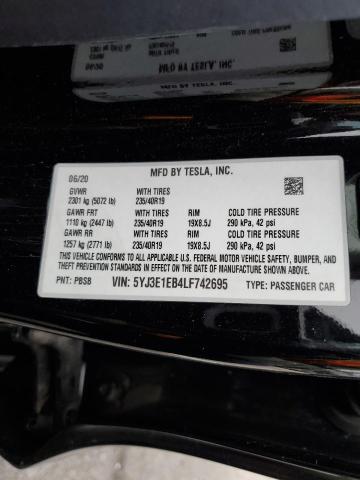 MFD BY TESLA, INC.
06/20
GVWR WITH TIRES
2301 kg (5072 lb) 235/40R19
GAWR FRT WITH TIRES RIM COLD TIRE PRESSURE
1110 kg (2447 lb) 235/40R19 19X8.5J 290 kPa, 42 psi
GAWR RR WITH TIRES RIM COLD TIRE PRESSURE
1257 kg (2771 lb) 235/40R19 19X8.5J 290 kPa, 42 psi
THIS VEHICLE CONFORMS TO ALL APPLICABLE U.S. FEDERAL MOTOR VEHICLE SAFETY, BUMPER, AND
THEFT PREVENTION STANDARDS IN EFFECT ON THE DATE OF MANUFACTURE SHOWN ABOVE.
PNT: PBSB VIN: 5YJ3E1EB4LF742695 TYPE: PASSENGER CAR